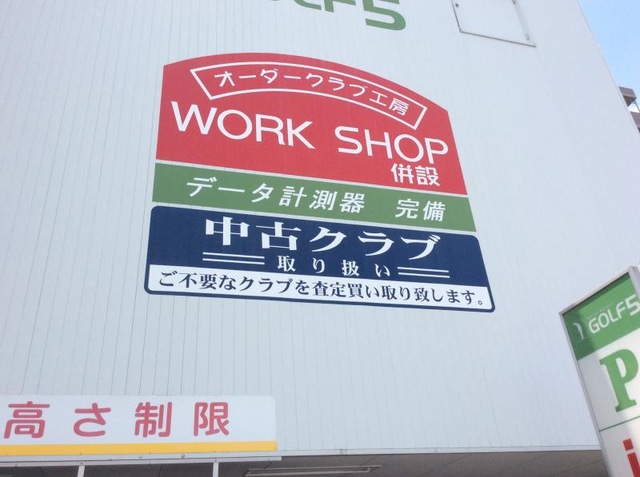 GOLF5
オーダークラブ工房
WORK SHOP
併設
データ計測器 完備
中古クラブ
取り扱い
ご不要なクラブを査定買い取り致します。
高さ制限
GOLF5
P